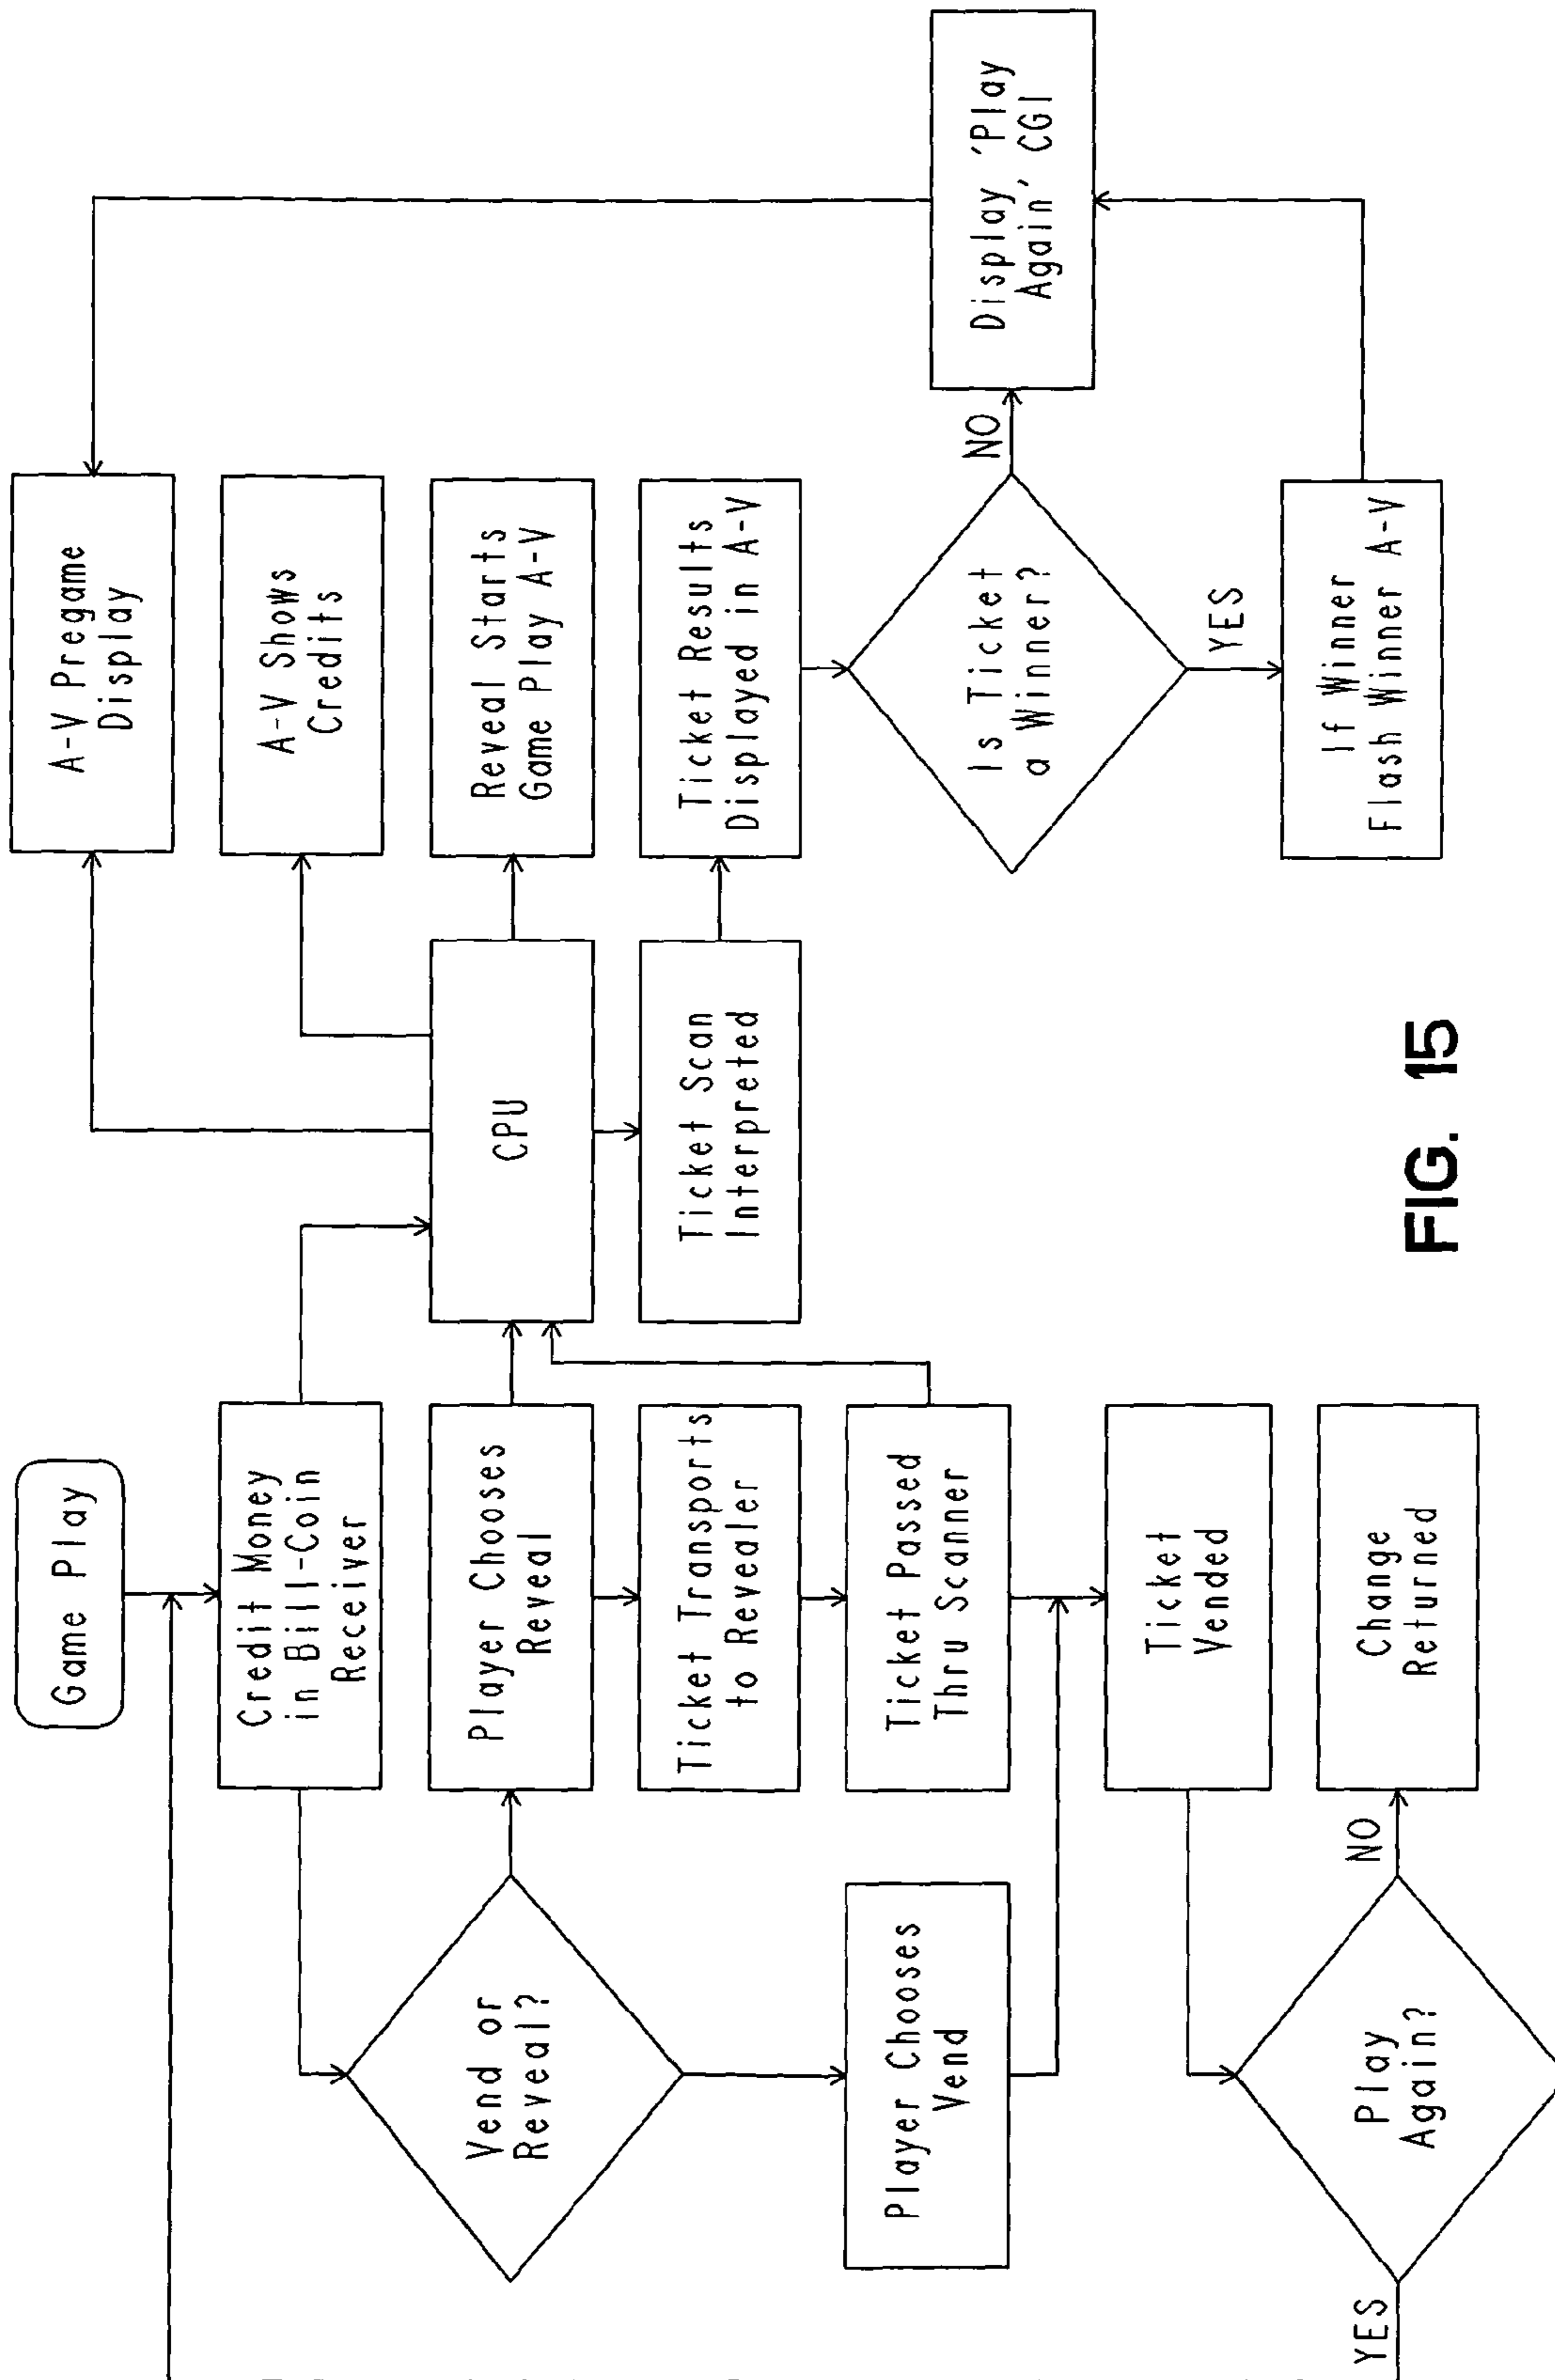 Game Play
Credit Money
in Bill-Coin
Receiver
Vend or
Reveal?
Player Chooses
Reveal
Ticket Transports
to Revealer
Ticket Passed
Thru Scanner
Player Chooses
Vend
Ticket
Vended
Play
Again?
YES
NO
Change
Returned
CPU
Ticket Scan
Interpreted
A-V Pregame
Display
A-V Shows
Credits
Reveal Starts
Game Play A-V
Ticket Results
Displayed in A-V
Is Ticket
a Winner?
NO
YES
If Winner
Flash Winner A-V
Display 'Play
Again' CGI
FIG. 15